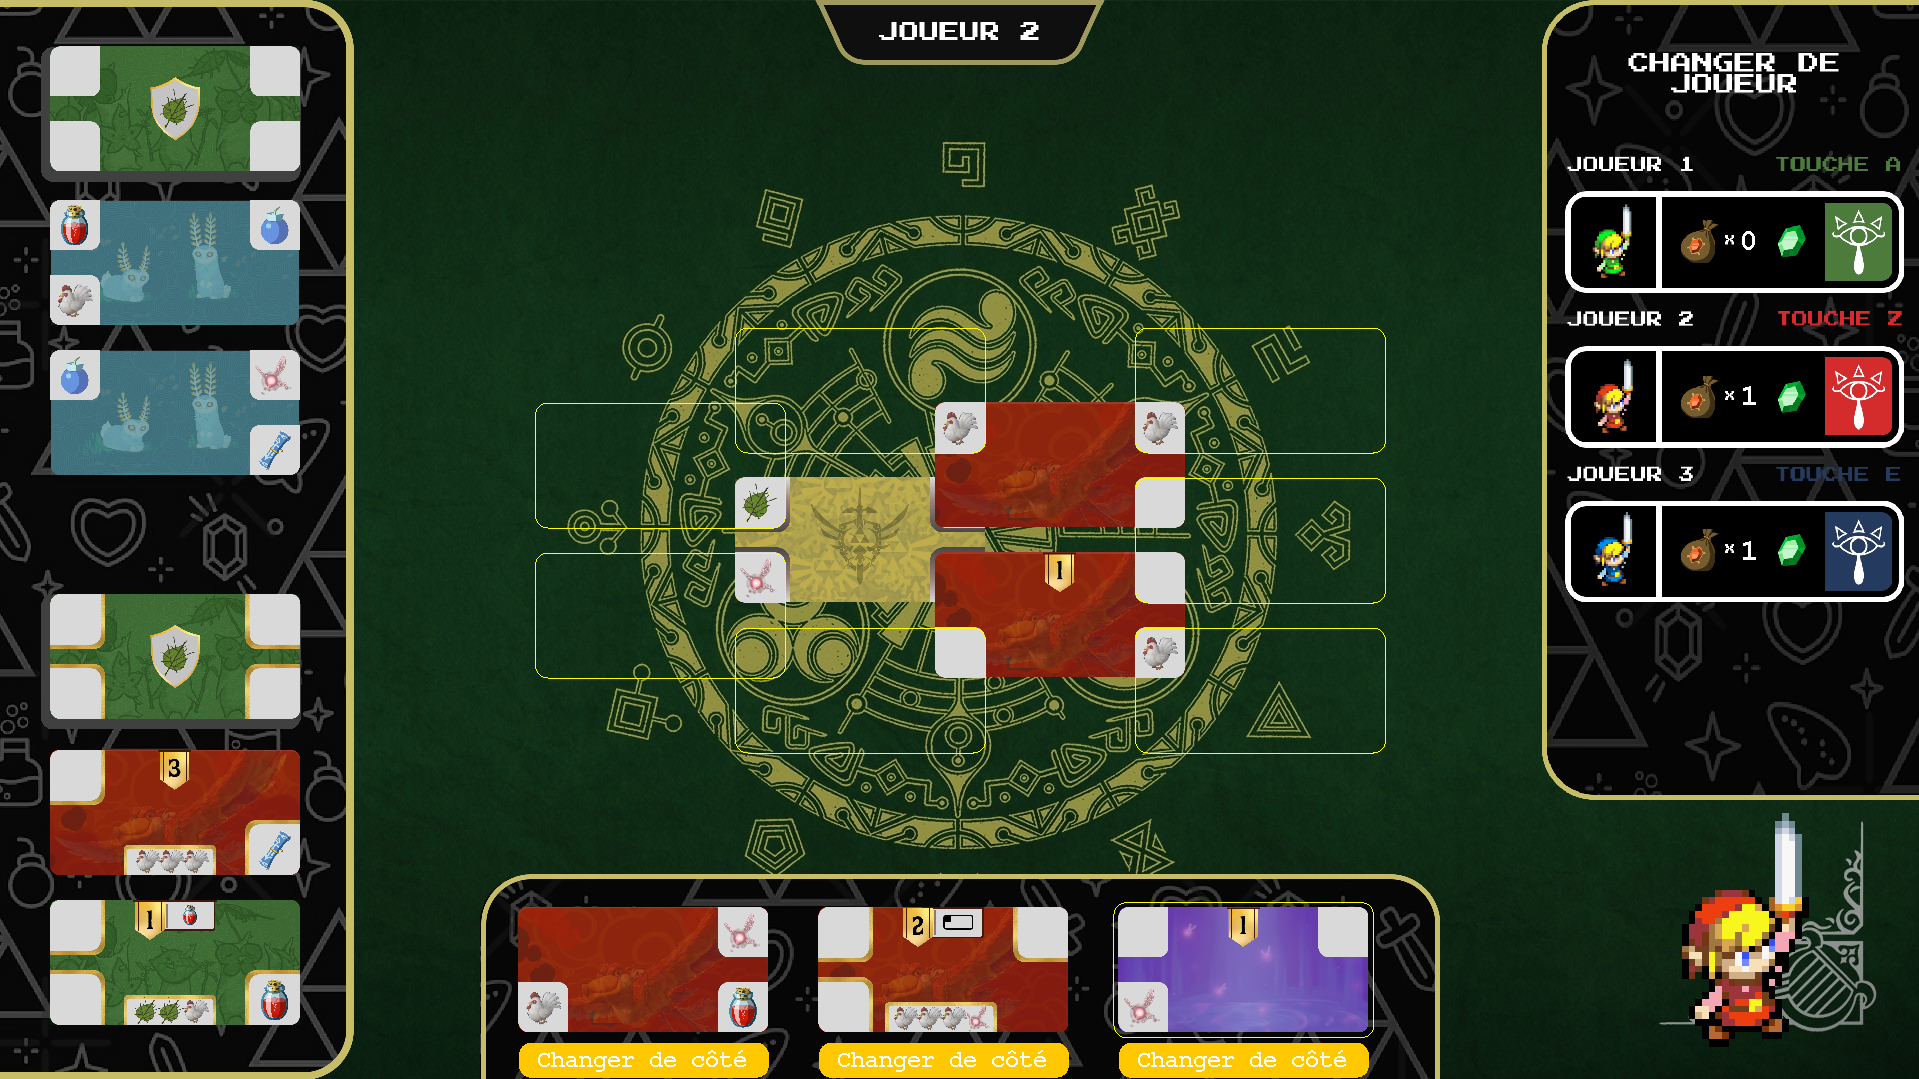 JOUEUR 2
CHANGER DE
JOUEUR
JOUEUR 1 TOUCHE A
×0
JOUEUR 2 TOUCHE Z
×1
JOUEUR 3 TOUCHE E
×1
1
3
1
2
1
Changer de côté
Changer de côté
Changer de côté